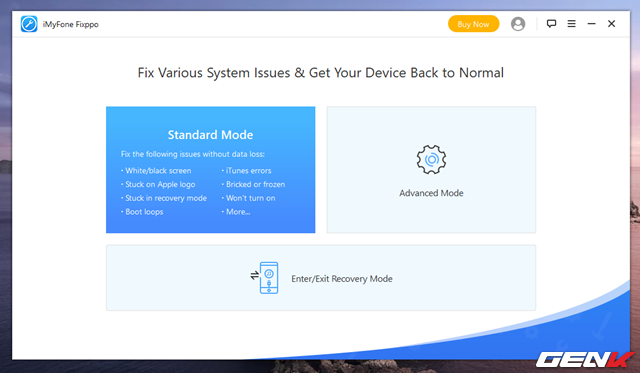 iMyFone Fixppo
Buy Now
Fix Various System Issues & Get Your Device Back to Normal
Standard Mode
Fix the following issues without data loss:
· White/black screen
· Stuck on Apple logo
· Stuck in recovery mode
· Boot loops
· iTunes errors
· Bricked or frozen
· Won't turn on
· More...
Advanced Mode
Enter/Exit Recovery Mode
GENK